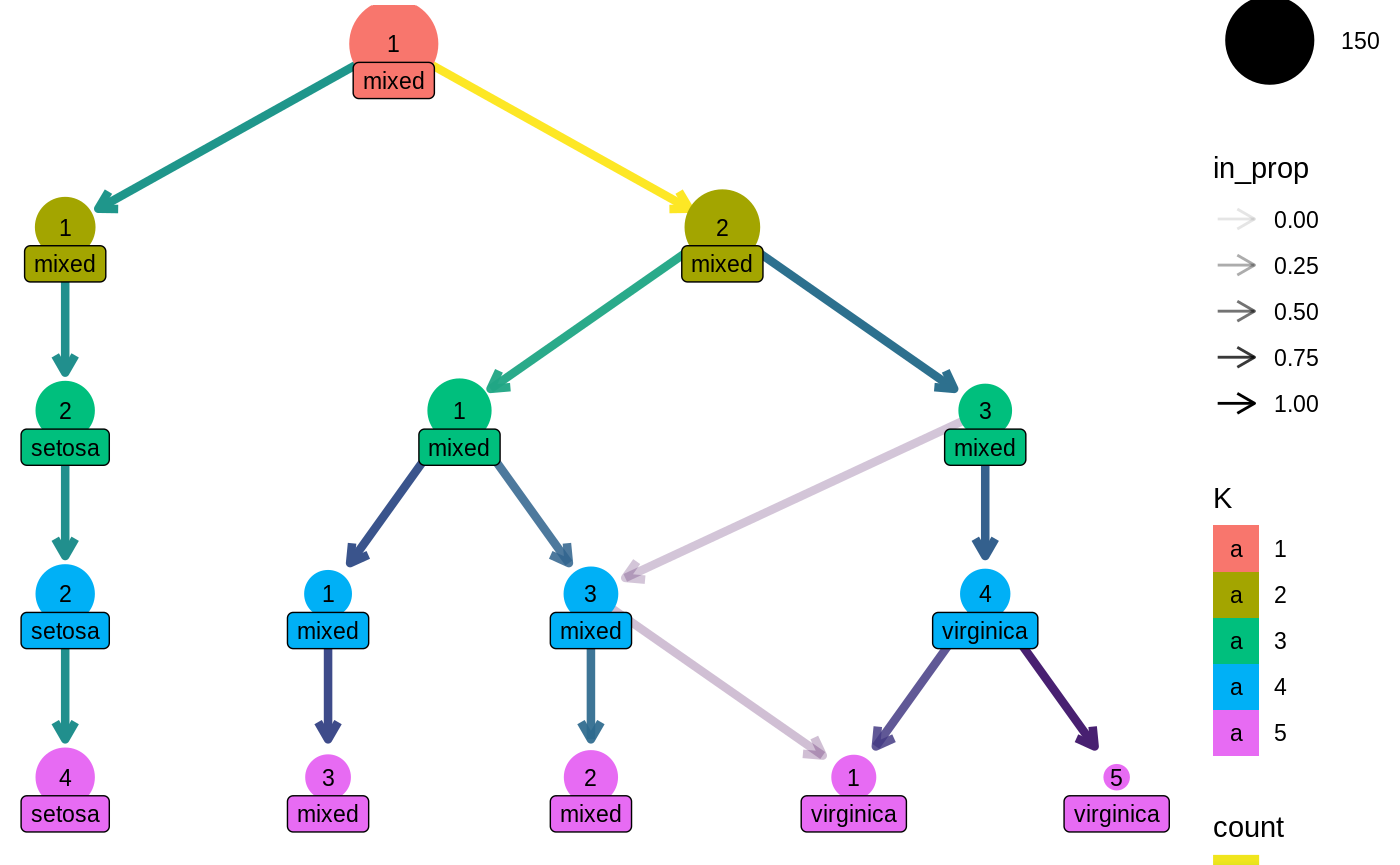 1
mixed
1
mixed
2
mixed
2
setosa
1
mixed
3
mixed
2
setosa
1
mixed
3
mixed
4
virginica
4
setosa
3
mixed
2
mixed
1
virginica
5
virginica
150
in_prop
0.00
0.25
0.50
0.75
1.00
K
a 1
a 2
a 3
a 4
a 5
count